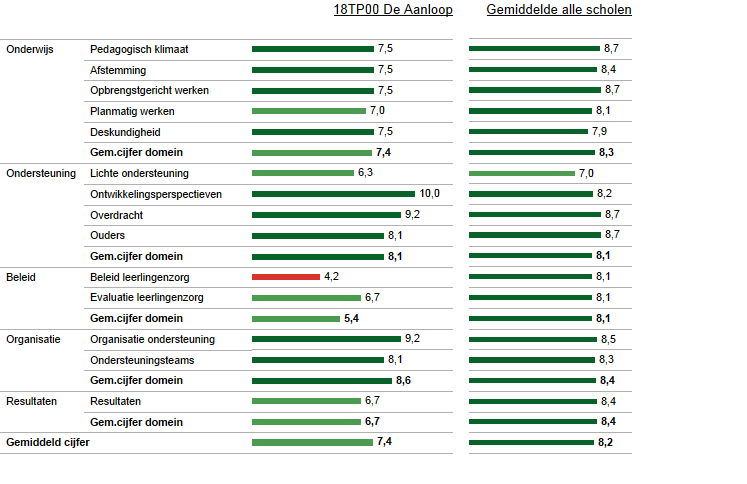 18TP00 De Aanloop Gemiddelde alle scholen
Onderwijs Pedagogisch klimaat 7,5 8,7
Afstemming 7,5 8,4
Opbrengstgericht werken 7,5 8,7
Planmatig werken 7,0 8,1
Deskundigheid 7,5 7,9
Gem.cijfer domein 7,4 8,3
Ondersteuning Lichte ondersteuning 6,3 7,0
Ontwikkelingsperspectieven 10,0 8,2
Overdracht 9,2 8,7
Ouders 8,1 8,7
Gem.cijfer domein 8,1 8,1
Beleid Beleid leerlingenzorg 4,2 8,1
Evaluatie leerlingenzorg 6,7 8,1
Gem.cijfer domein 5,4 8,1
Organisatie Organisatie ondersteuning 9,2 8,5
Ondersteuningsteams 8,1 8,3
Gem.cijfer domein 8,6 8,4
Resultaten Resultaten 6,7 8,4
Gem.cijfer domein 6,7 8,4
Gemiddeld cijfer 7,4 8,2